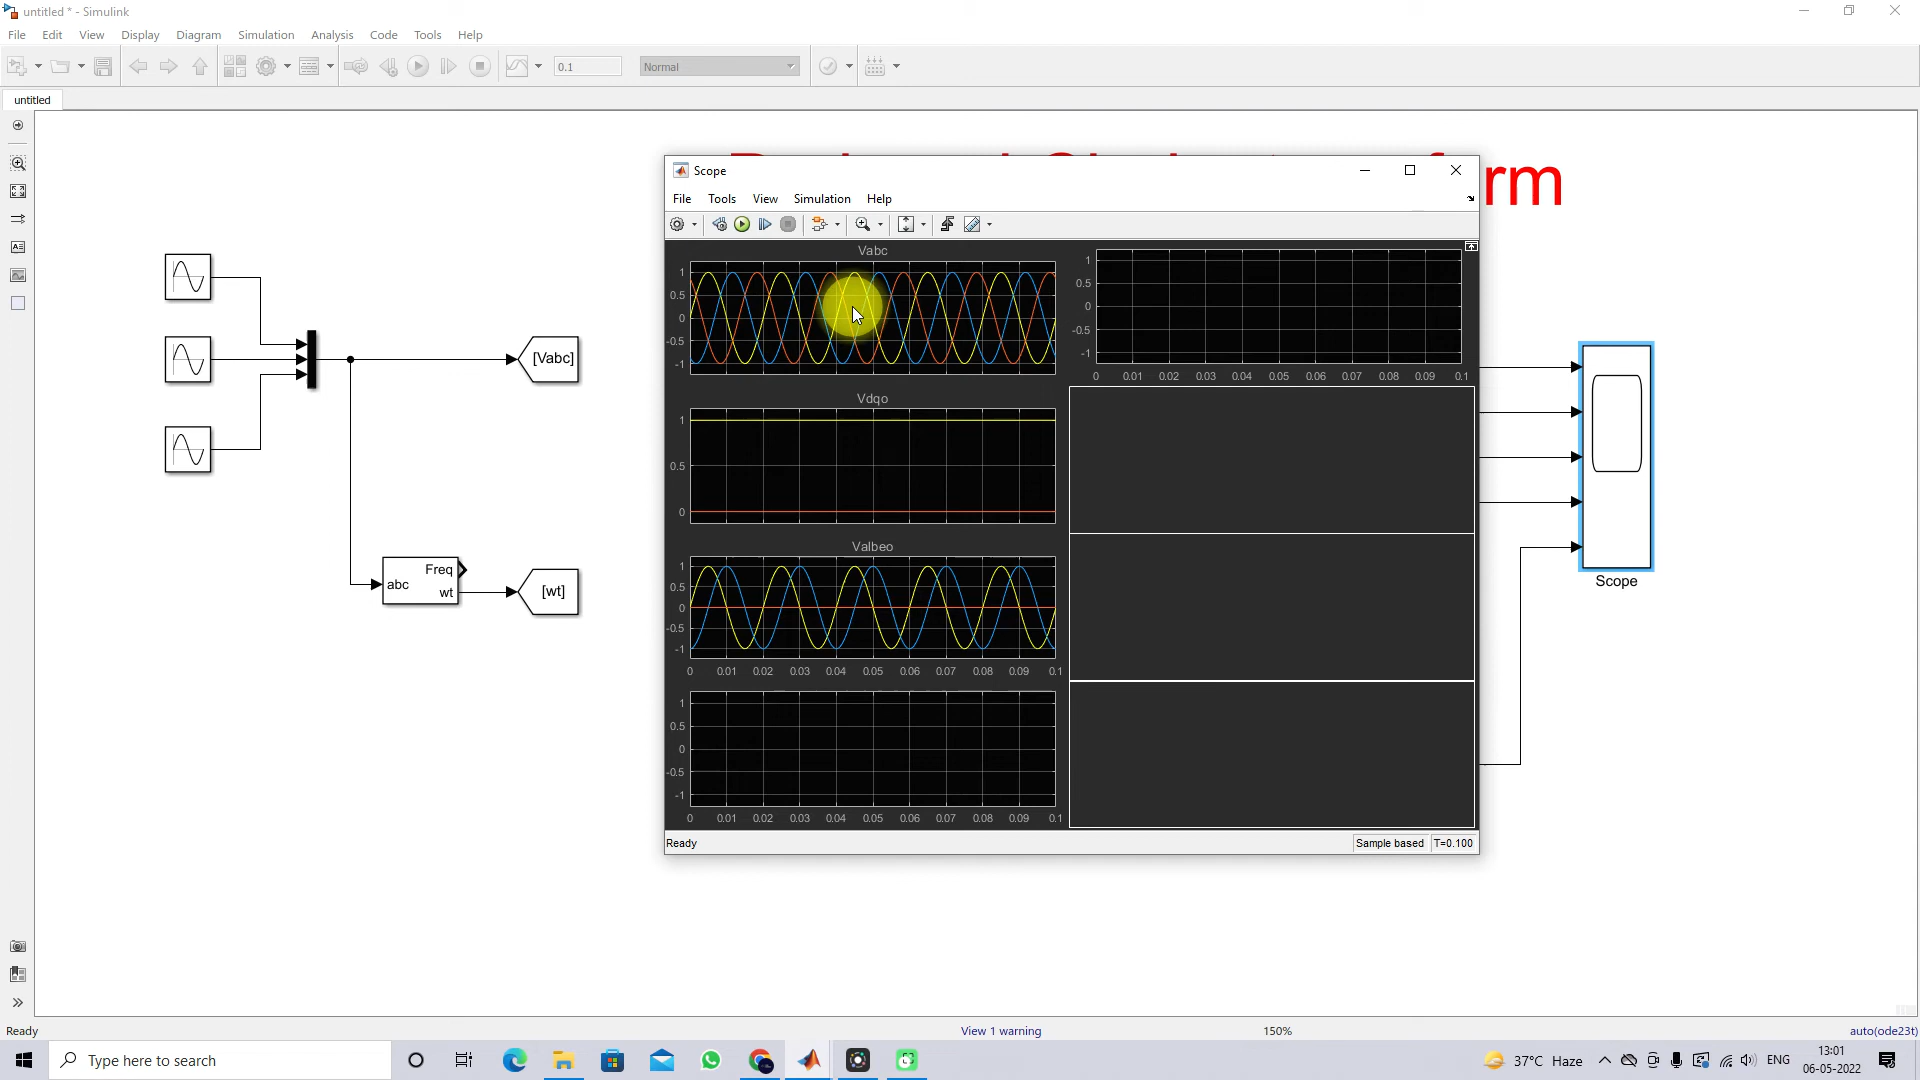 untitled * - Simulink
File Edit View Display Diagram Simulation Analysis Code Tools Help
0.1 Normal
untitled
rm
Scope
File Tools View Simulation Help
Vabc
1
0.5
0
-0.5
-1
1
0.5
0
-0.5
-1
0 0.01 0.02 0.03 0.04 0.05 0.06 0.07 0.08 0.09 0.1
Vdqo
1
0.5
0
Valbeo
1
0.5
0
-0.5
-1
0 0.01 0.02 0.03 0.04 0.05 0.06 0.07 0.08 0.09 0.1
1
0.5
0
-0.5
-1
0 0.01 0.02 0.03 0.04 0.05 0.06 0.07 0.08 0.09 0.1
Ready Sample based T=0.100
[Vabc]
Freq
abc
wt
[wt]
Scope
Ready View 1 warning 150% auto(ode23t)
Type here to search
37°C Haze ENG
13:01
06-05-2022